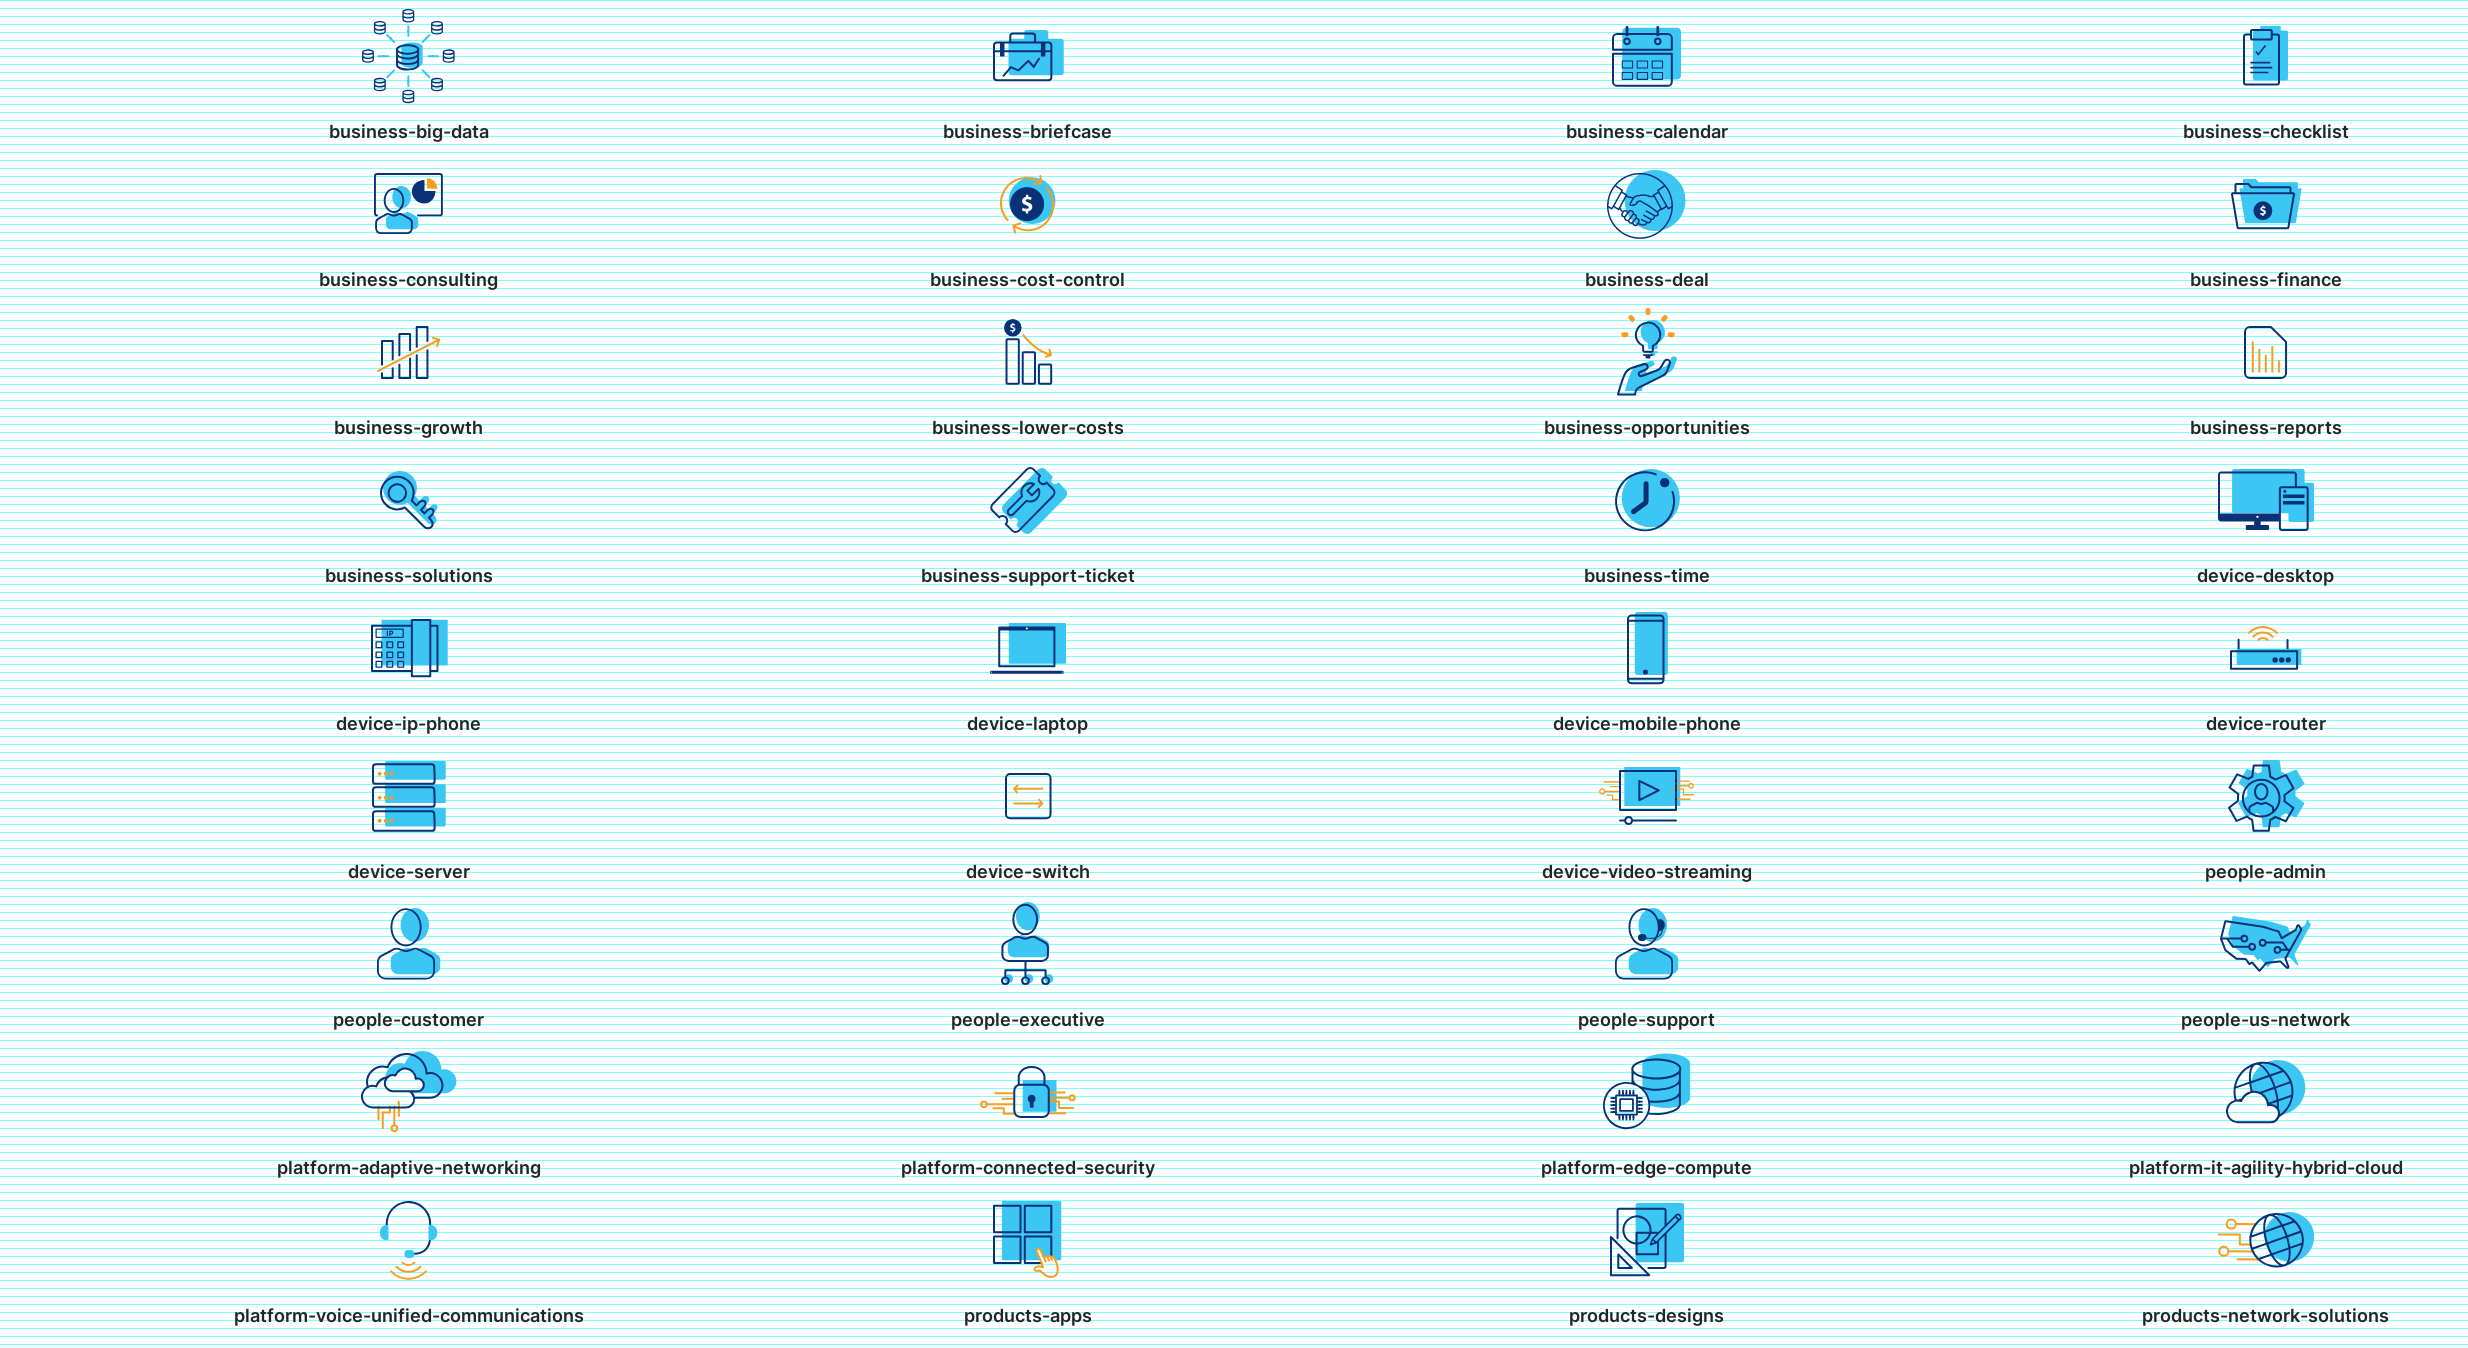 business-big-data
business-briefcase
business-calendar
business-checklist
business-consulting
$
business-cost-control
business-deal
$
business-finance
business-growth
$
business-lower-costs
business-opportunities
business-reports
business-solutions
business-support-ticket
business-time
device-desktop
IP
device-ip-phone
device-laptop
device-mobile-phone
device-router
device-server
device-switch
device-video-streaming
people-admin
people-customer
people-executive
people-support
people-us-network
platform-adaptive-networking
platform-connected-security
platform-edge-compute
platform-it-agility-hybrid-cloud
platform-voice-unified-communications
products-apps
products-designs
products-network-solutions